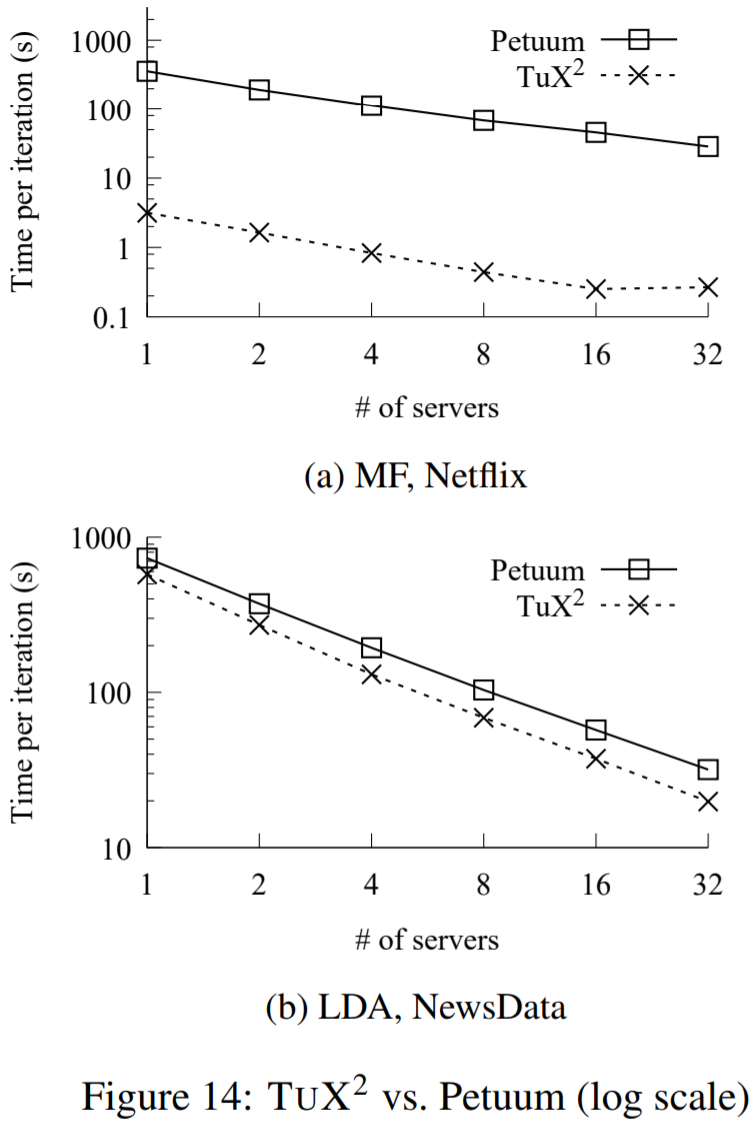 Time per iteration (s)
1000
100
10
1
0.1
Petuum
TuX²
1 2 4 8 16 32
# of servers
(a) MF, Netflix
Time per iteration (s)
1000
100
10
Petuum
TuX²
1 2 4 8 16 32
# of servers
(b) LDA, NewsData
Figure 14: TUX² vs. Petuum (log scale)